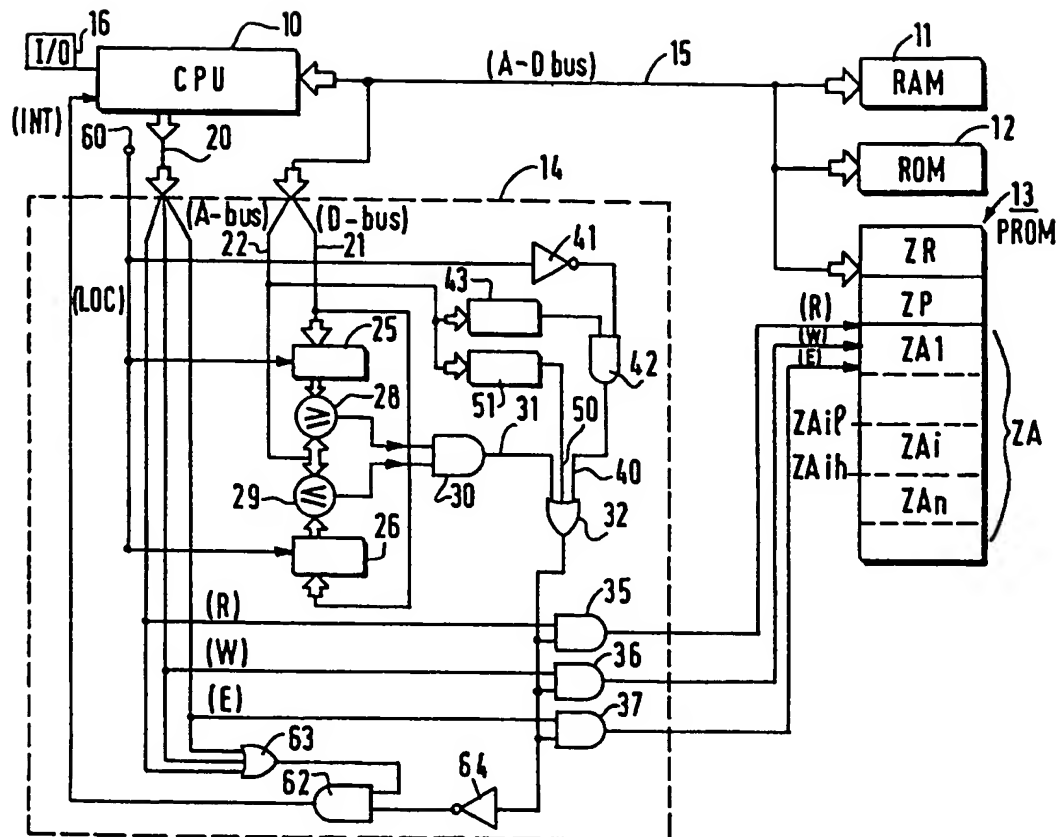 16
10
11
I/O
CPU
(A-D bus)
15
RAM
(INT)
60
20
12
ROM
14
13
PROM
(A-bus)
(D-bus)
22
21
41
ZR
(LOC)
43
ZP
(R)
25
(W)
ZA1
42
(E)
28
51
31
50
ZAil
ZA
≥
ZAi
40
ZAih
29
≤
30
32
ZAn
26
(R)
35
(W)
36
(E)
37
63
62
64